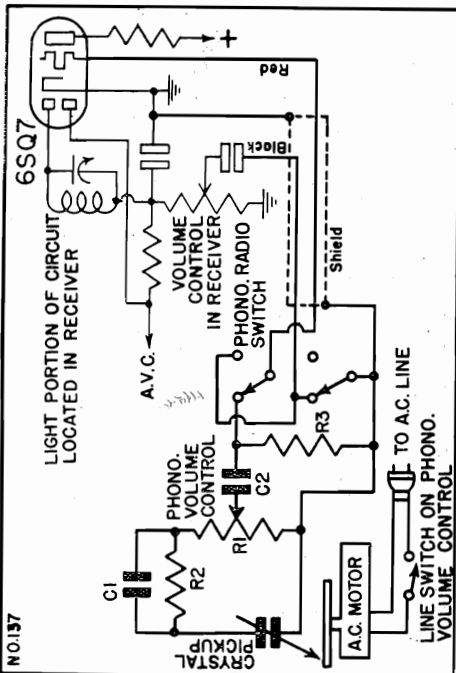 NO.137
6SQ7
LIGHT PORTION OF CIRCUIT
LOCATED IN RECEIVER
+
Red
Black
Shield
VOLUME
CONTROL
IN RECEIVER
A.V.C.
PHONO. RADIO
SWITCH
PHONO.
VOLUME
CONTROL
C1
R2
R1
C2
R3
CRYSTAL
PICKUP
A.C. MOTOR
TO A.C. LINE
LINE SWITCH ON PHONO.
VOLUME CONTROL